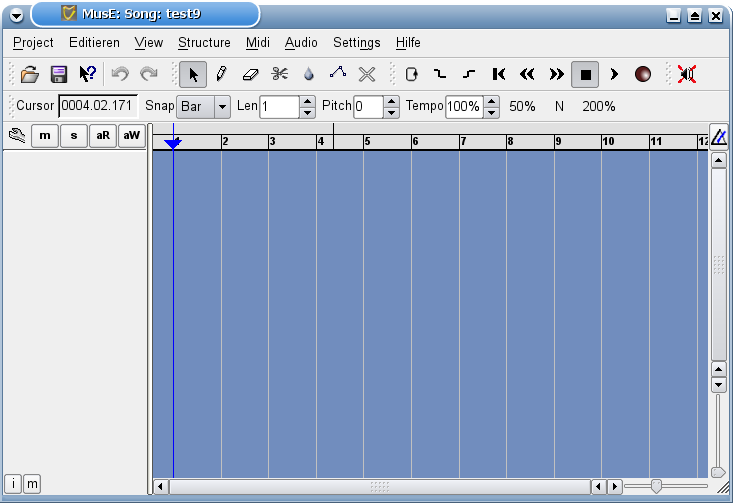 MusE: Song: test9
Project Editieren View Structure Midi Audio Settings Hilfe
Cursor 0004.02.171 Snap Bar Len 1 Pitch 0 Tempo 100% 50% N 200%
m s aR aW
2 3 4 5 6 7 8 9 10 11 12
i m